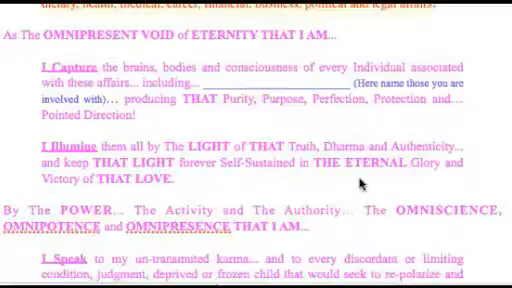 dietary, health, medical, career, financial, business, political and legal affairs!
As The OMNIPRESENT VOID of ETERNITY THAT I AM...
I Capture the brains, bodies and consciousness of every Individual associated
with these affairs... including... ______________________________ (Here name those you are
involved with)... producing THAT Purity, Purpose, Perfection, Protection and...
Pointed Direction!
I Illumine them all by The LIGHT of THAT Truth, Dharma and Authenticity...
and keep THAT LIGHT forever Self-Sustained in THE ETERNAL Glory and
Victory of THAT LOVE.
By The POWER... The Activity and The Authority... The OMNISCIENCE,
OMNIPOTENCE and OMNIPRESENCE THAT I AM...
I Speak to my un-transmuted karma... and to every discordant or limiting
condition, judgment, deprived or frozen child that would seek to re-polarize and